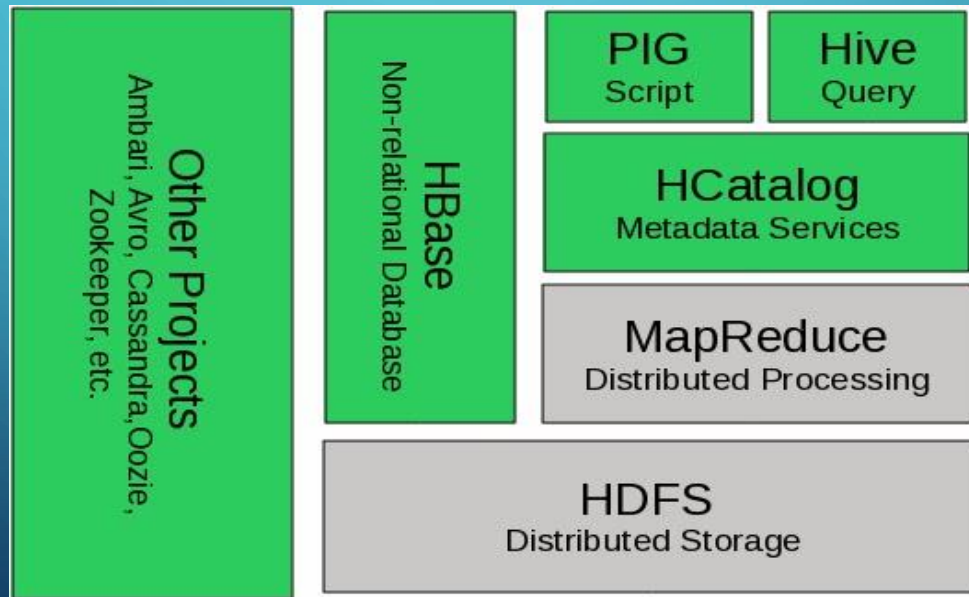 Other Projects
Ambari, Avro, Cassandra,Oozie,
Zookeeper, etc.
HBase
Non-relational Database
PIG
Script
Hive
Query
HCatalog
Metadata Services
MapReduce
Distributed Processing
HDFS
Distributed Storage